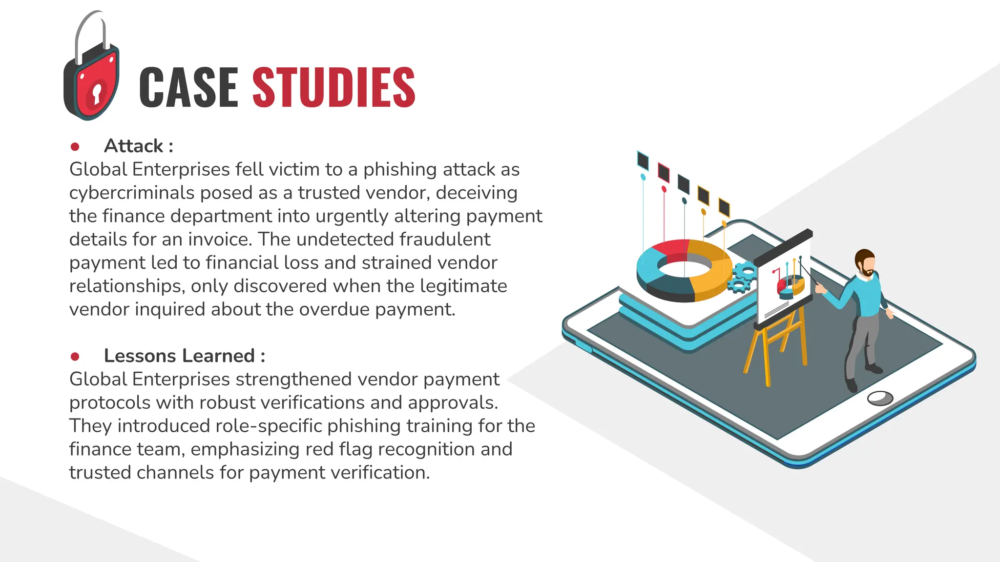 CASE STUDIES
● Attack :
Global Enterprises fell victim to a phishing attack as
cybercriminals posed as a trusted vendor, deceiving
the finance department into urgently altering payment
details for an invoice. The undetected fraudulent
payment led to financial loss and strained vendor
relationships, only discovered when the legitimate
vendor inquired about the overdue payment.
● Lessons Learned :
Global Enterprises strengthened vendor payment
protocols with robust verifications and approvals.
They introduced role-specific phishing training for the
finance team, emphasizing red flag recognition and
trusted channels for payment verification.